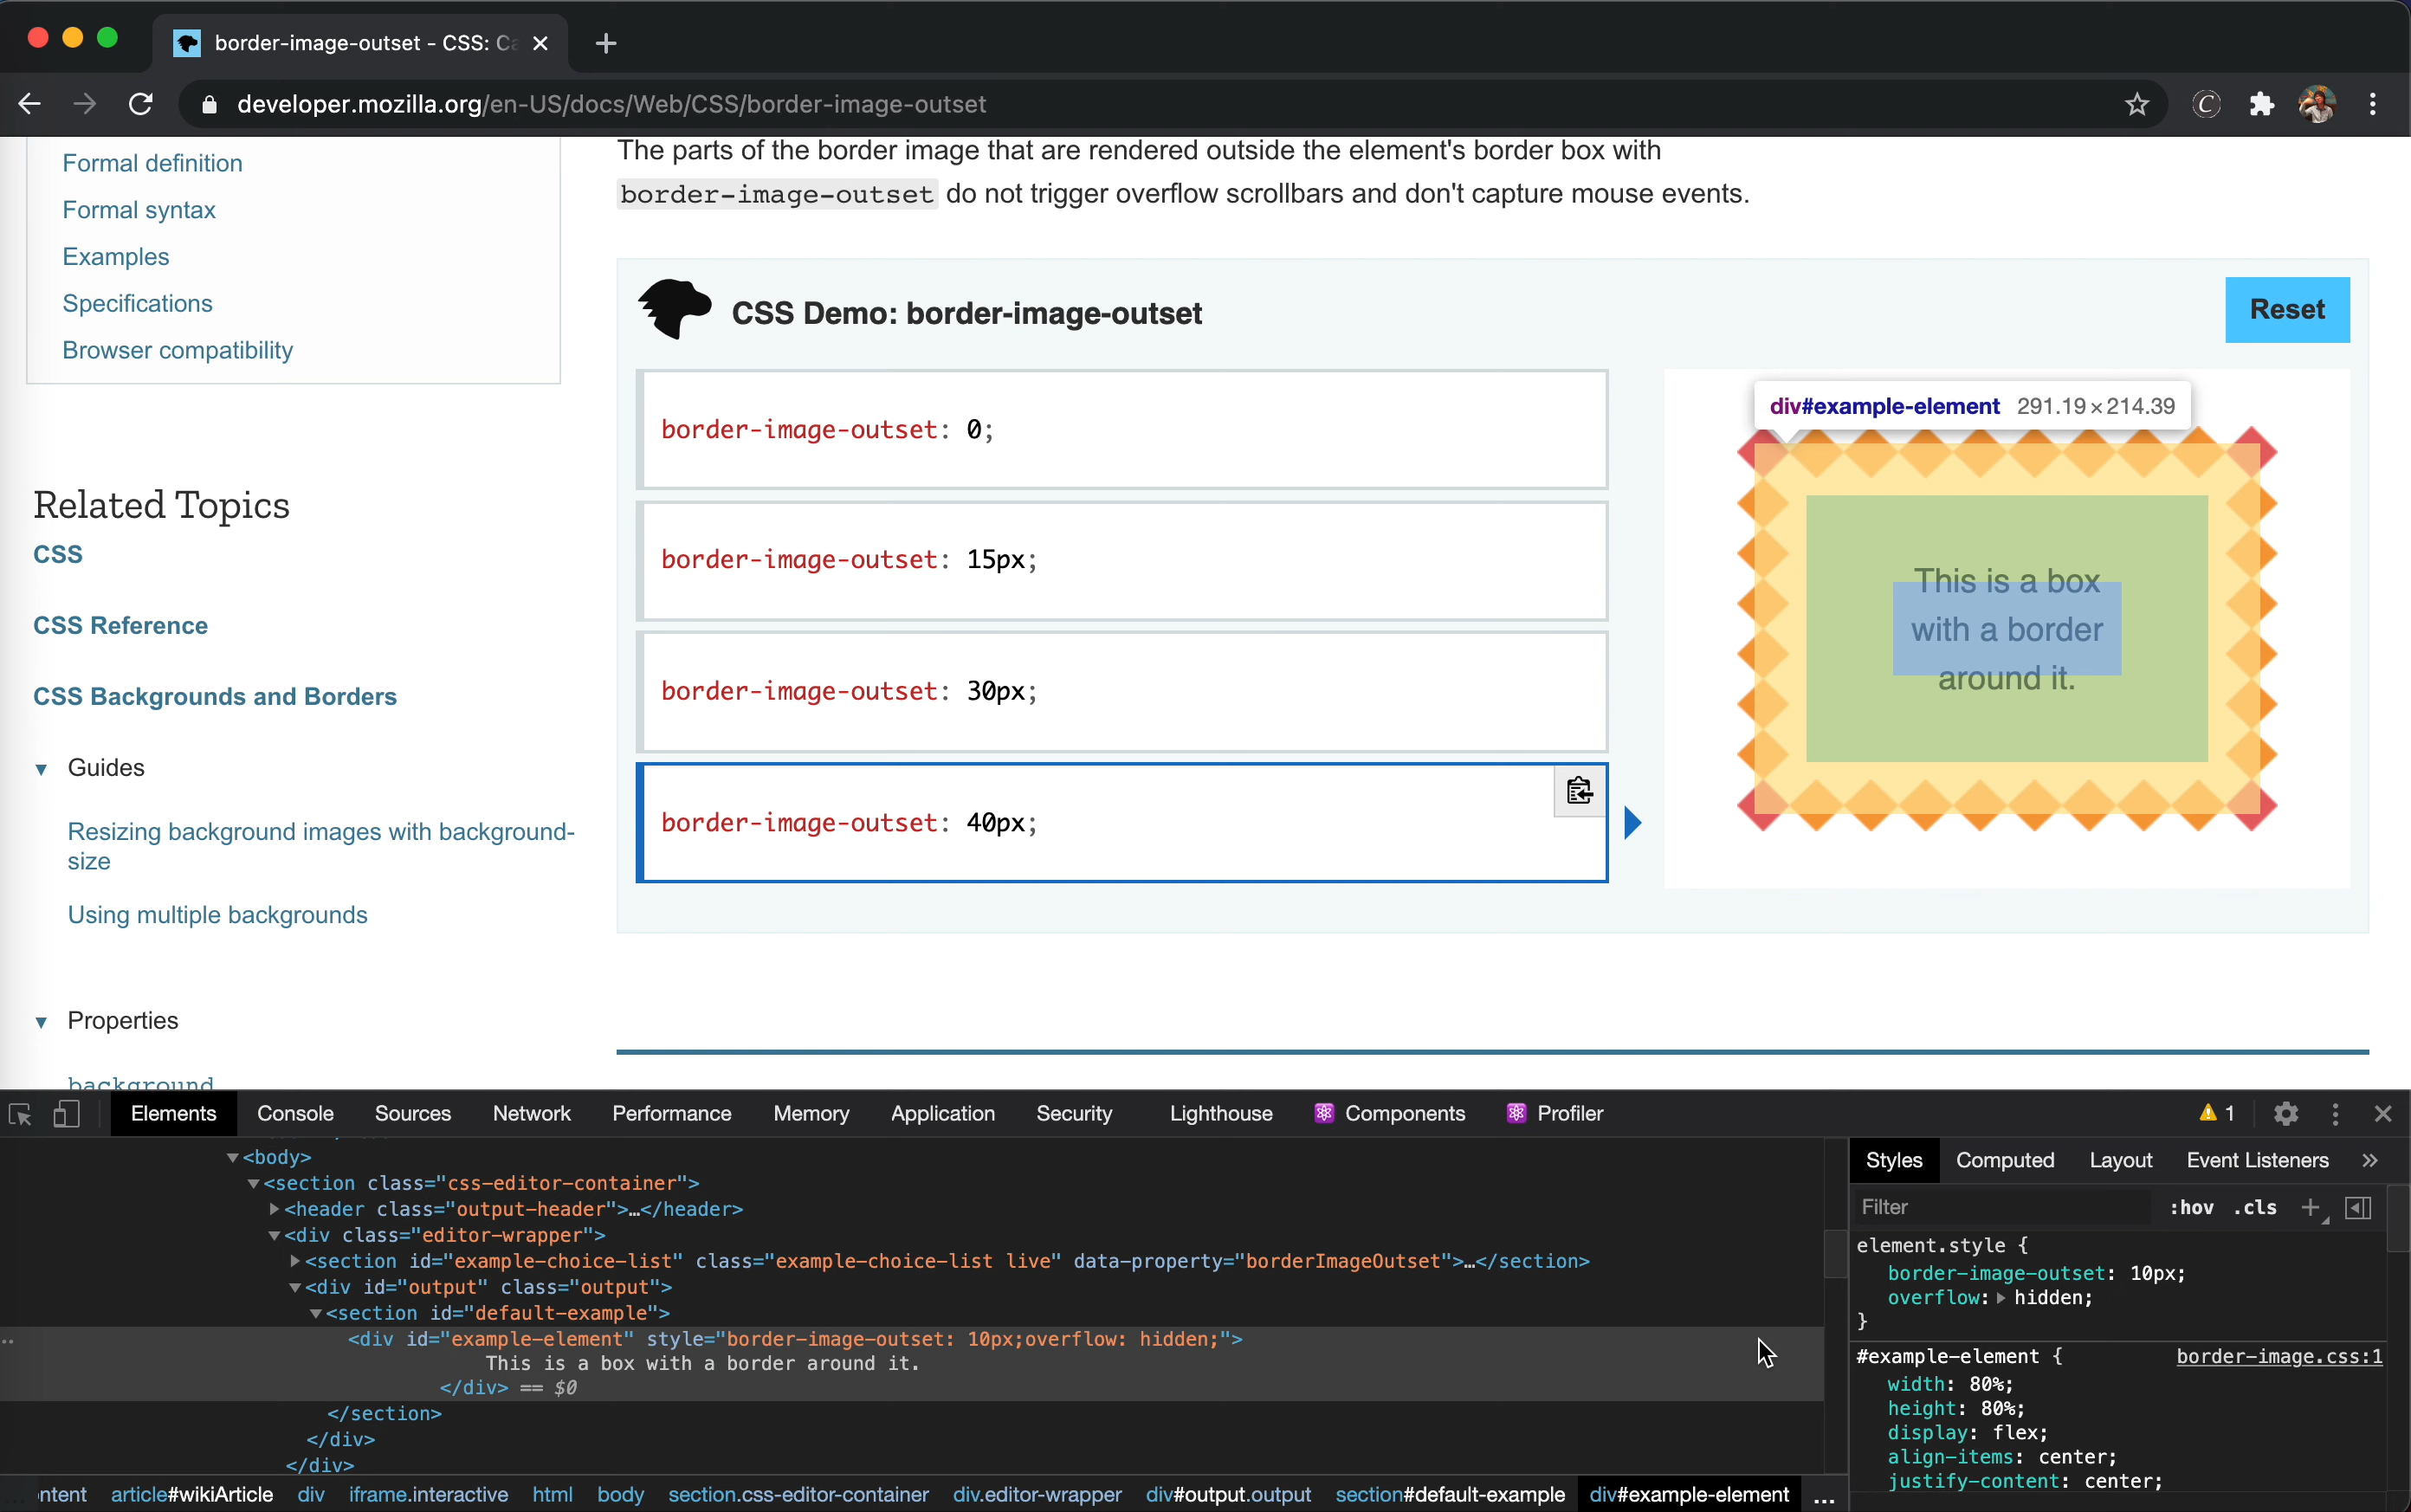 border-image-outset - CSS: Ca
developer.mozilla.org/en-US/docs/Web/CSS/border-image-outset
Formal definition
Formal syntax
Examples
Specifications
Browser compatibility
Related Topics
CSS
CSS Reference
CSS Backgrounds and Borders
Guides
Resizing background images with background-
size
Using multiple backgrounds
Properties
background
The parts of the border image that are rendered outside the element's border box with
border-image-outset do not trigger overflow scrollbars and don't capture mouse events.
CSS Demo: border-image-outset
Reset
border-image-outset: 0;
border-image-outset: 15px;
border-image-outset: 30px;
border-image-outset: 40px;
div#example-element 291.19×214.39
This is a box
with a border
around it.
Elements Console Sources Network Performance Memory Application Security Lighthouse Components Profiler 1
<body>
<section class="css-editor-container">
<header class="output-header">…</header>
<div class="editor-wrapper">
<section id="example-choice-list" class="example-choice-list live" data-property="borderImageOutset">…</section>
<div id="output" class="output">
<section id="default-example">
<div id="example-element" style="border-image-outset: 10px;overflow: hidden;">
This is a box with a border around it.
</div> == $0
</section>
</div>
</div>
ntent article#wikiArticle div iframe.interactive html body section.css-editor-container div.editor-wrapper div#output.output section#default-example div#example-element ...
Styles Computed Layout Event Listeners »
Filter :hov .cls
element.style {
border-image-outset: 10px;
overflow: hidden;
}
#example-element { border-image.css:1
width: 80%;
height: 80%;
display: flex;
align-items: center;
justify-content: center;